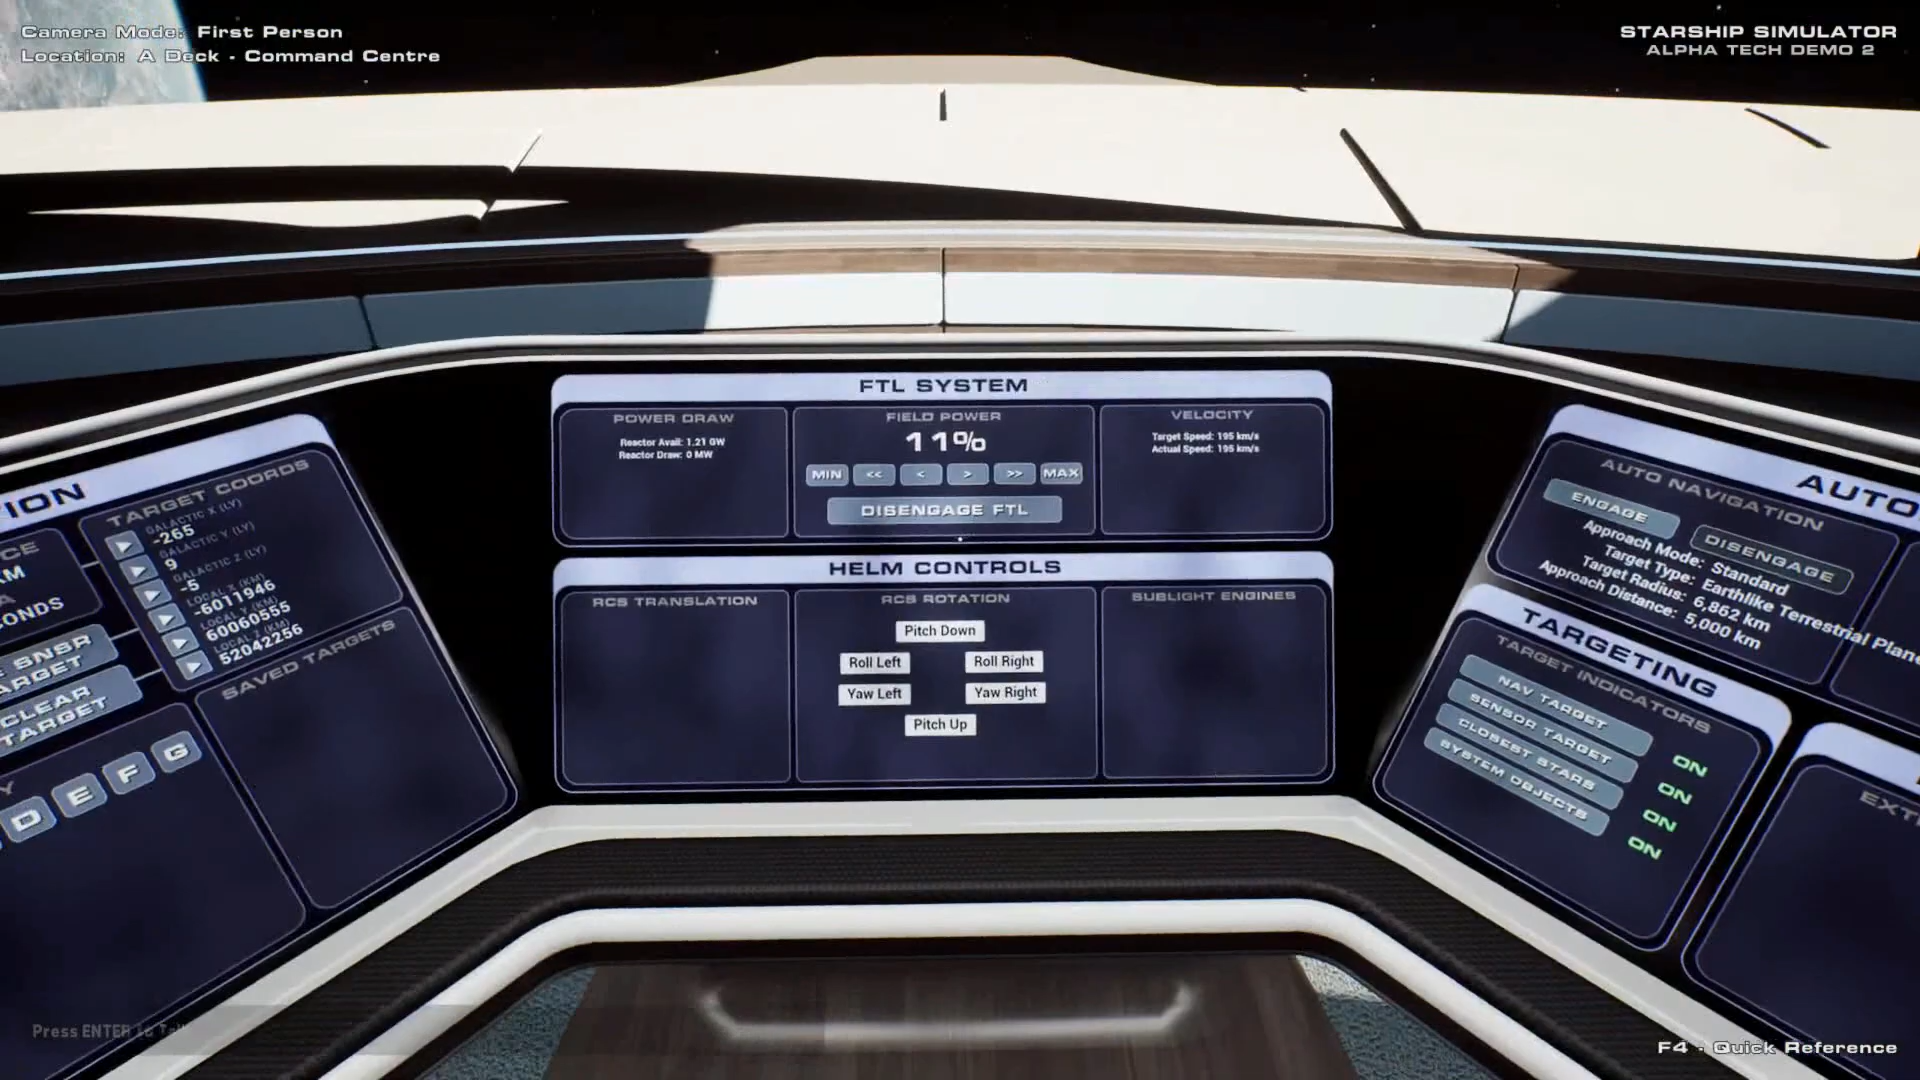 Camera Mode: First Person
Location: A Deck - Command Centre
STARSHIP SIMULATOR
ALPHA TECH DEMO 2
FTL SYSTEM
POWER DRAW
Reactor Avail: 1.21 GW
Reactor Draw: 0 MW
FIELD POWER
11%
MIN << < > >> MAX
DISENGAGE FTL
VELOCITY
Target Speed: 195 km/s
Actual Speed: 195 km/s
HELM CONTROLS
RCS TRANSLATION
RCS ROTATION
Pitch Down
Roll Left Roll Right
Yaw Left Yaw Right
Pitch Up
SUBLIGHT ENGINES
TARGET COORDS
GALACTIC X (LY)
-265
GALACTIC Y (LY)
9
GALACTIC Z (LY)
-5
LOCAL X (KM)
-6011946
LOCAL Y (KM)
60060555
LOCAL Z (KM)
52042256
SNSR
TARGET
CLEAR
TARGET
SAVED TARGETS
D E F G
AUTO NAVIGATION
ENGAGE DISENGAGE
Approach Mode: Standard
Target Type: Earthlike Terrestrial
Target Radius: 6,862 km
Approach Distance: 5,000 km
TARGETING
TARGET INDICATORS
NAV TARGET ON
SENSOR TARGET ON
CLOSEST STARS ON
SYSTEM OBJECTS ON
Press ENTER to
F4 - Quick Reference